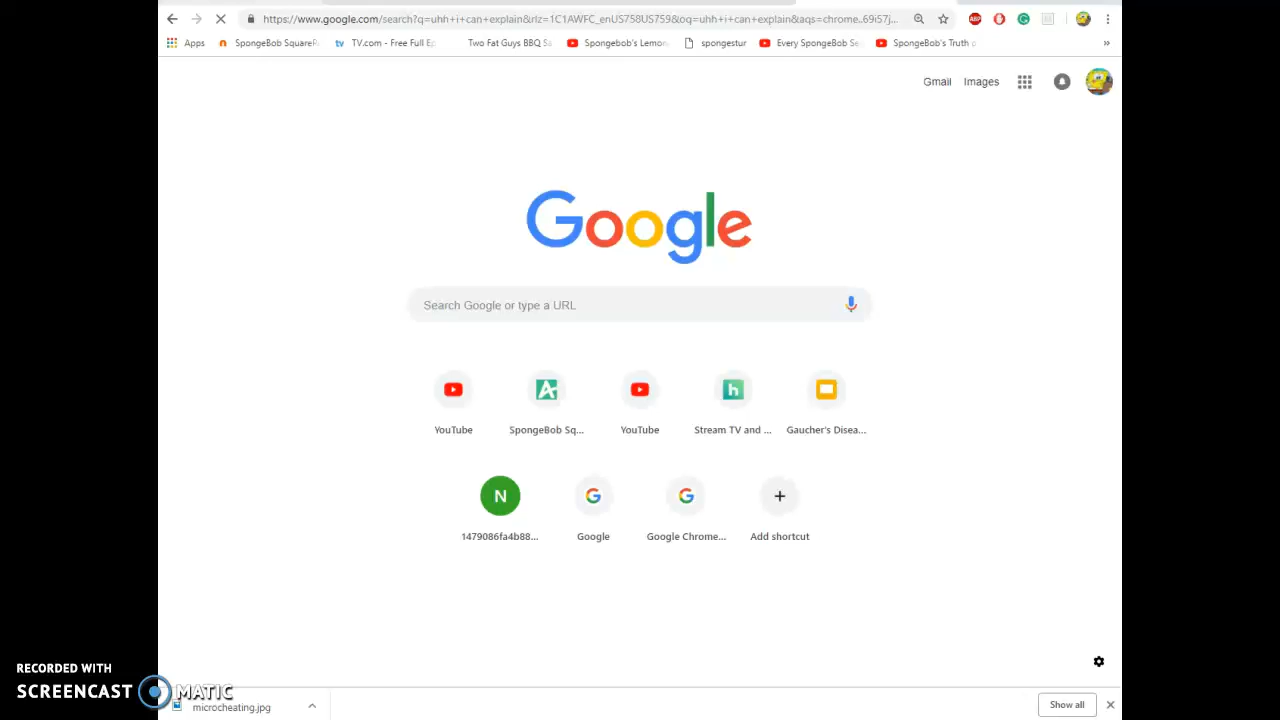 https://www.google.com/search?q=uhh+i+can+explain&rlz=1C1AWFC_enUS758US759&oq=uhh+i+can+explain&aqs=chrome..69i57j...
ABP
Apps SpongeBob SquareP tv TV.com - Free Full Ep Two Fat Guys BBQ Sa Spongebob's Lemon spongestur Every SpongeBob Se SpongeBob's Truth o »
Gmail Images
Google
Search Google or type a URL
YouTube SpongeBob Sq... YouTube Stream TV and ... Gaucher's Disea...
N
1479086fa4b88... Google Google Chrome... Add shortcut
RECORDED WITH
SCREENCAST MATIC
microcheating.jpg
Show all